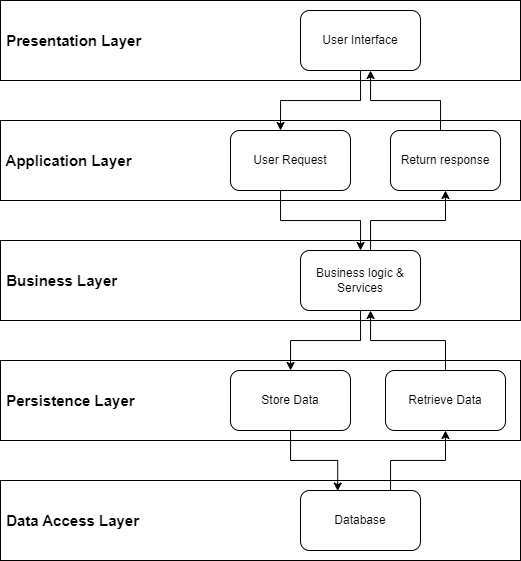 Presentation Layer
User Interface
Application Layer
User Request
Return response
Business Layer
Business logic &
Services
Persistence Layer
Store Data
Retrieve Data
Data Access Layer
Database